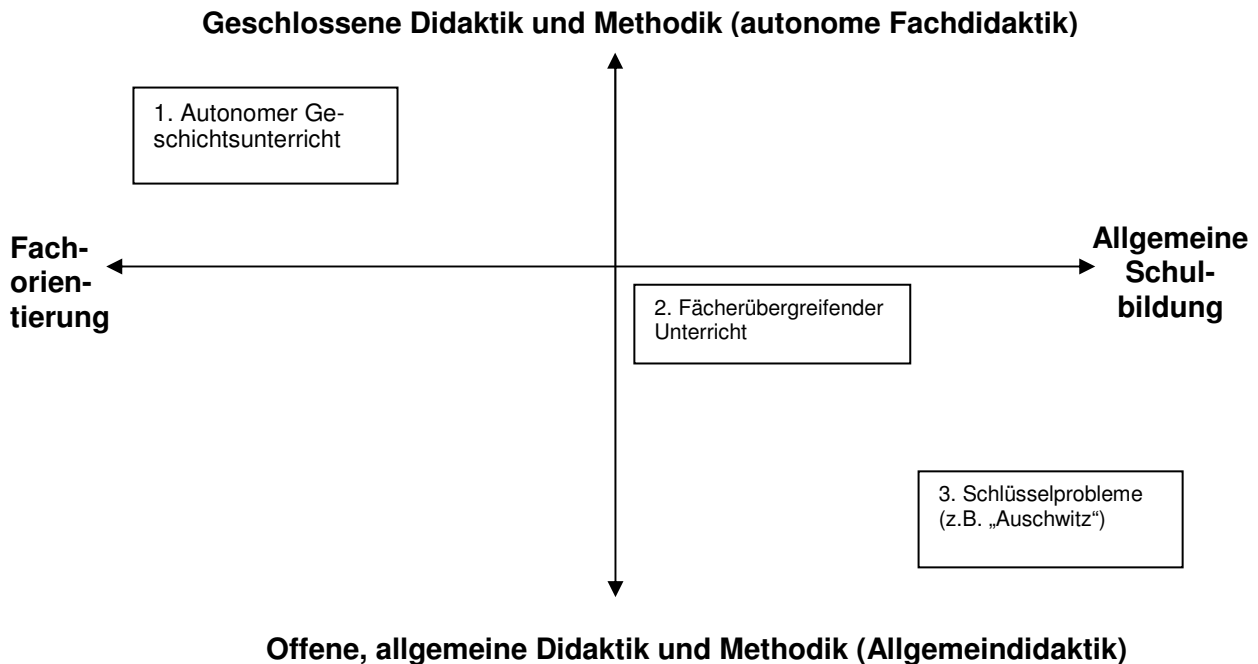 Geschlossene Didaktik und Methodik (autonome Fachdidaktik)
1. Autonomer Ge-
schichtsunterricht
Fach-
orien-
tierung
Allgemeine
Schul-
bildung
2. Fächerübergreifender
Unterricht
3. Schlüsselprobleme
(z.B. „Auschwitz“)
Offene, allgemeine Didaktik und Methodik (Allgemeindidaktik)